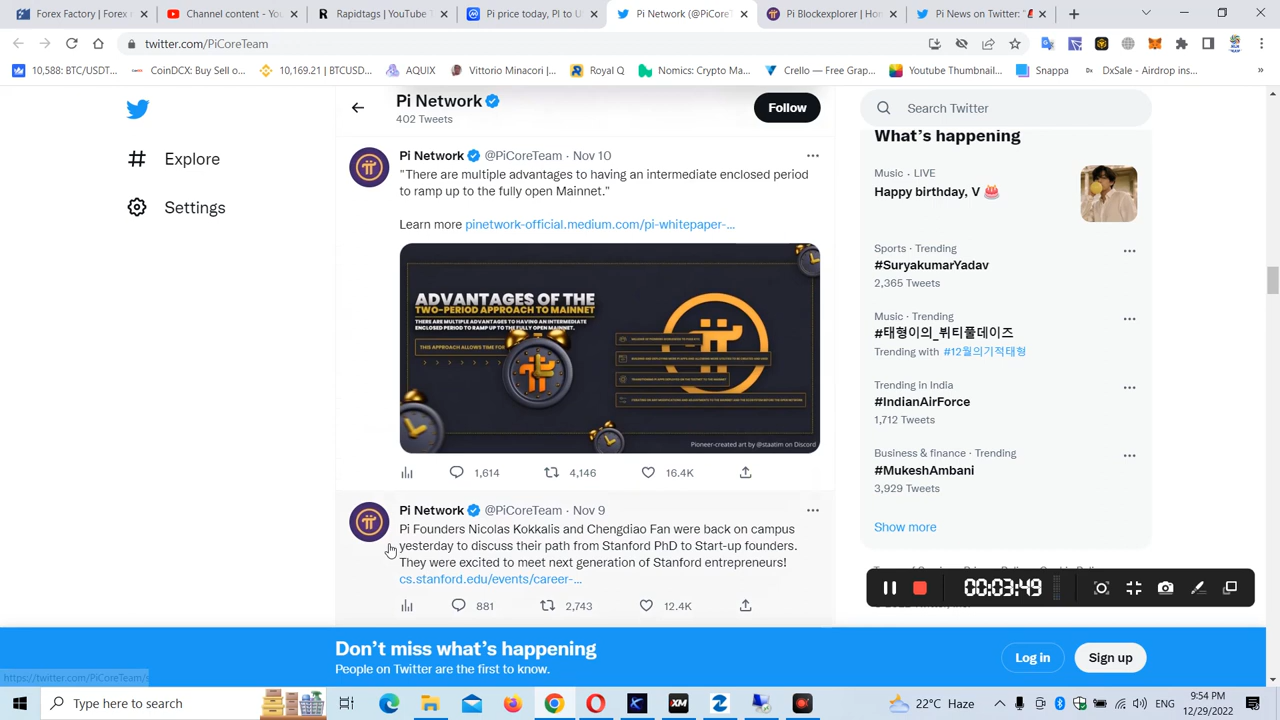 Forex Factory | Forex
Channel content - You
Market Overview
Pi Network - IOU price
Pi Network (@PiCoreTe
Pi Blockexplorer | Home
Pi Network on Twitter: "
twitter.com/PiCoreTeam
10,588: BTC/USDT...
CoinDCX: Buy Sell o...
10,169.21 | BTCUSD...
AQUIX
Vittorio Minacori |...
Royal Q
Nomics: Crypto Ma...
Crello — Free Grap...
Youtube Thumbnail...
Snappa
DxSale - Airdrop ins...
»
Explore
Settings
Pi Network
402 Tweets
Follow
Pi Network @PiCoreTeam · Nov 10
"There are multiple advantages to having an intermediate enclosed period
to ramp up to the fully open Mainnet."
Learn more pinetwork-official.medium.com/pi-whitepaper-...
ADVANTAGES OF THE
TWO-PERIOD APPROACH TO MAINNET
THERE ARE MULTIPLE ADVANTAGES TO HAVING AN INTERMEDIATE
ENCLOSED PERIOD TO RAMP UP TO THE FULLY OPEN MAINNET.
THIS APPROACH ALLOWS TIME FOR
Pioneer-created art by @staatim on Discord
1,614 4,146 16.4K
Pi Network @PiCoreTeam · Nov 9
Pi Founders Nicolas Kokkalis and Chengdiao Fan were back on campus
yesterday to discuss their path from Stanford PhD to Start-up founders.
They were excited to meet next generation of Stanford entrepreneurs!
cs.stanford.edu/events/career-...
881 2,743 12.4K
Search Twitter
What's happening
Music · LIVE
Happy birthday, V 🎂
Sports · Trending
#SuryakumarYadav
2,365 Tweets
Music · Trending
#태형이의_뷔티풀데이즈
Trending with #12월의기적태형
Trending in India
#IndianAirForce
1,712 Tweets
Business & finance · Trending
#MukeshAmbani
3,929 Tweets
Show more
00:03:49
Don't miss what's happening
People on Twitter are the first to know.
Log in
Sign up
https://twitter.com/PiCoreTeam/s
Type here to search
22°C Haze
ENG
9:54 PM
12/29/2022